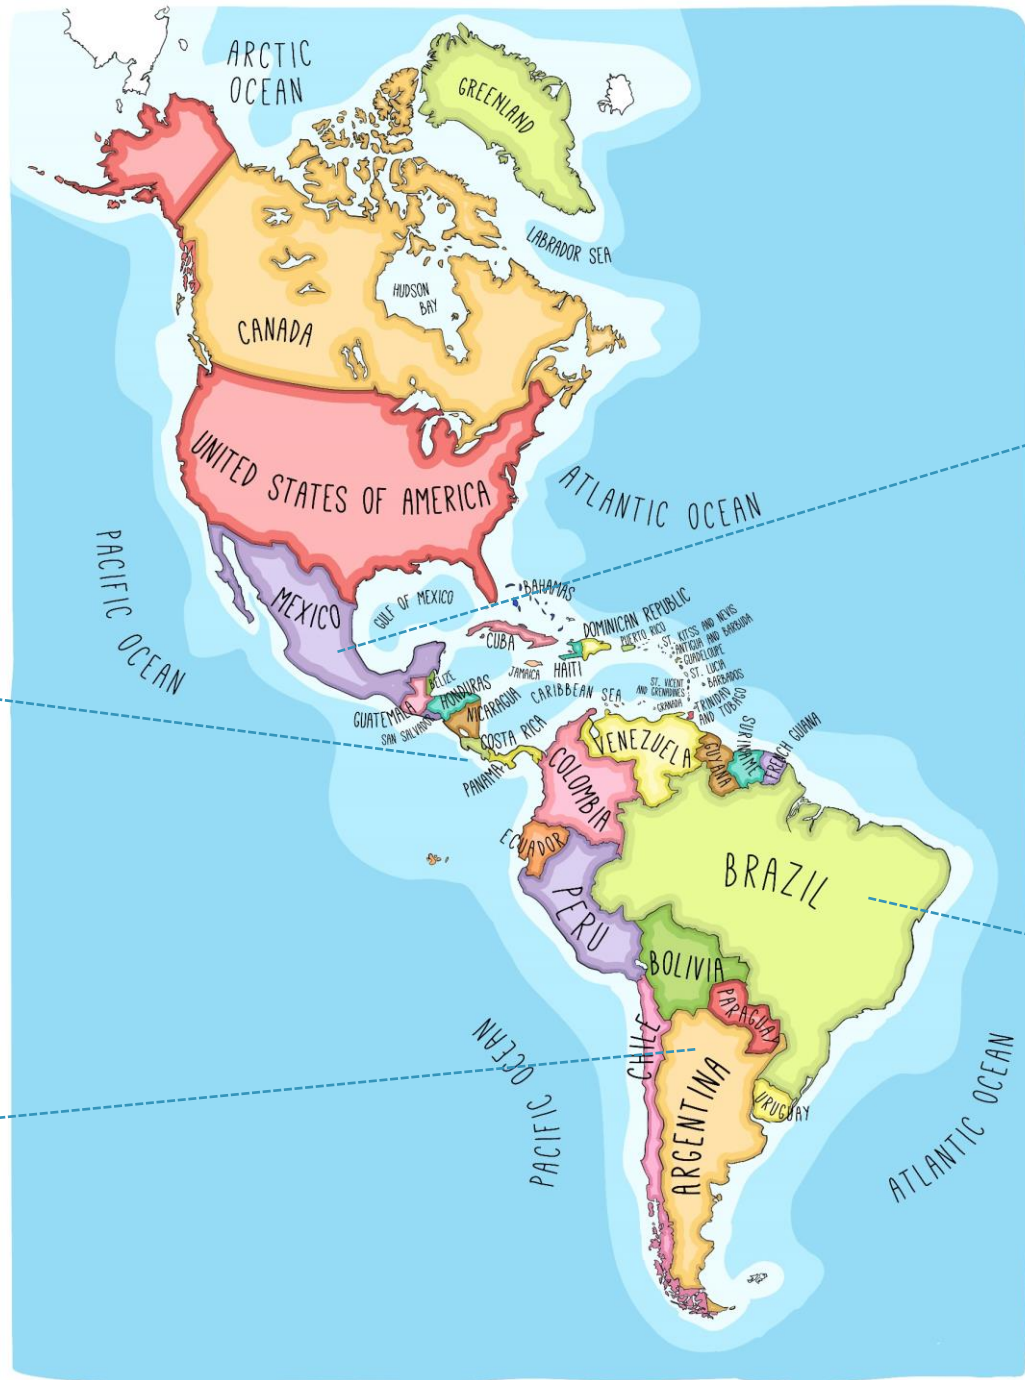 ARCTIC
OCEAN
GREENLAND
LABRADOR SEA
HUDSON
BAY
CANADA
UNITED STATES OF AMERICA
ATLANTIC OCEAN
PACIFIC OCEAN
MEXICO
GULF OF MEXICO
BAHAMAS
CUBA
DOMINICAN REPUBLIC
PUERTO RICO
ST. KITSS AND NEVIS
ANTIGUA AND BARBUDA
GUADELOUPE
ST. LUCIA
BARBADOS
JAMAICA
HAITI
ST. VICENT
AND GRENADINES
GRANADA
TRINIDAD
AND TOBAGO
BELIZE
HONDURAS
CARIBBEAN SEA
GUATEMALA
SAN SALVADOR
NICARAGUA
COSTA RICA
PANAMA
VENEZUELA
GUYANA
SURINAME
FRENCH GUIANA
COLOMBIA
ECUADOR
BRAZIL
PERU
BOLIVIA
PARAGUAY
CHILE
PACIFIC OCEAN
ARGENTINA
URUGUAY
ATLANTIC OCEAN